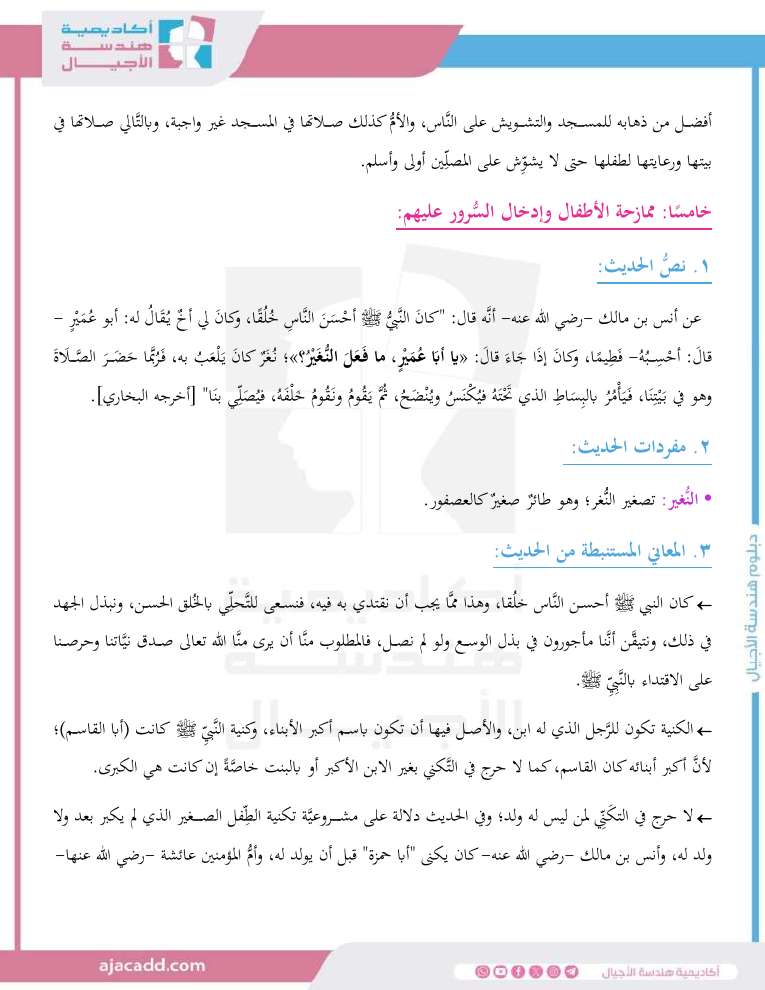 أكاديمية
هندسة
الأجيال
أفضل من ذهابه للمسجد والتشويش على النَّاس، والأمُّ كذلك صلاتها في المسجد غير واجبة، وبالتَّالي صلاتها في
بيتها ورعايتها لطفلها حتى لا يشوِّش على المصلِّين أولى وأسلم.
خامسًا: ممازحة الأطفال وإدخال السُّرور عليهم:
١. نصُّ الحديث:
عن أنس بن مالك -رضي الله عنه- أنَّه قال: "كانَ النَّبيُّ ﷺ أحْسَنَ النَّاسِ خُلُقًا، وكانَ لي أخٌ يُقَالُ له: أبو عُمَيْرٍ -
قالَ: أحْسِبُهُ- فَطِيمًا، وكانَ إذَا جَاءَ قالَ: «يا أبَا عُمَيْرٍ، ما فَعَلَ النُّغَيْرُ؟»؛ نُغَرٌ كانَ يَلْعَبُ به، فَرُبَّما حَضَرَ الصَّلَاةَ
وهو في بَيْتِنَا، فَيَأْمُرُ بالبِسَاطِ الذي تَحْتَهُ فيُكْنَسُ ويُنْضَحُ، ثُمَّ يَقُومُ ونَقُومُ خَلْفَهُ، فيُصَلِّي بنَا" [أخرجه البخاري].
٢. مفردات الحديث:
• النُّغير: تصغير النُّغر؛ وهو طائرٌ صغيرٌ كالعصفور.
٣. المعاني المستنبطة من الحديث:
← كان النبي ﷺ أحسن النَّاس خلُقا، وهذا ممَّا يجب أن نقتدي به فيه، فنسعى للتَّحلِّي بالخُلق الحسن، ونبذل الجهد
في ذلك، ونتيقَّن أنَّنا مأجورون في بذل الوسع ولو لم نصل، فالمطلوب منَّا أن يرى منَّا الله تعالى صدق نيَّاتنا وحرصنا
على الاقتداء بالنَّبيِّ ﷺ.
← الكنية تكون للرَّجل الذي له ابن، والأصل فيها أن تكون باسم أكبر الأبناء، وكنية النَّبيِّ ﷺ كانت (أبا القاسم)؛
لأنَّ أكبر أبنائه كان القاسم، كما لا حرج في التَّكني بغير الابن الأكبر أو بالبنت خاصَّةً إن كانت هي الكبرى.
← لا حرج في التكَنِّي لمن ليس له ولد؛ وفي الحديث دلالة على مشروعيَّة تكنية الطِّفل الصغير الذي لم يكبر بعد ولا
ولد له، وأنس بن مالك -رضي الله عنه- كان يكنى "أبا حمزة" قبل أن يولد له، وأمُّ المؤمنين عائشة -رضي الله عنها-
دبلوم هندسة الأجيال
أكاديمية
هندسة
الأجيال
ajacadd.com
أكاديمية هندسة الأجيال